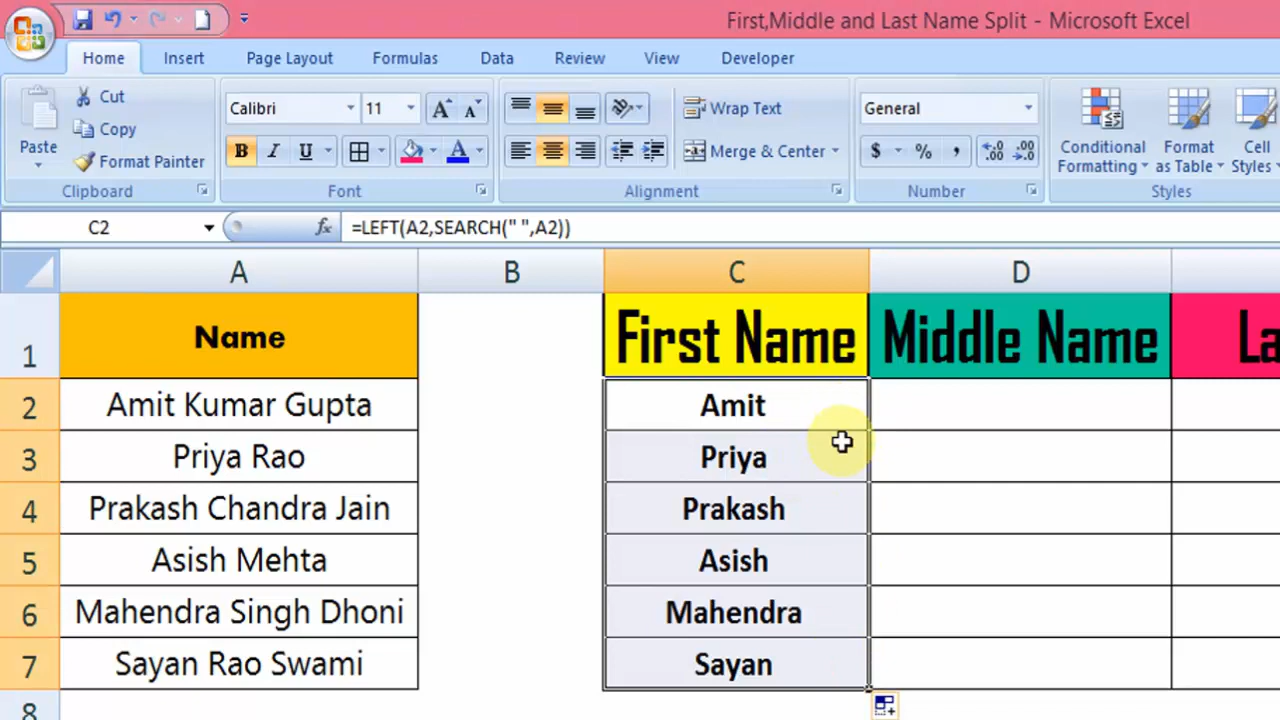 First,Middle and Last Name Split - Microsoft Excel
Home Insert Page Layout Formulas Data Review View Developer
Paste
Cut
Copy
Format Painter
Clipboard
Calibri 11
B I U
Font
Wrap Text
Merge & Center
Alignment
General
$ % ,
Number
Conditional Formatting
Format as Table
Cell Styles
Styles
C2 fx =LEFT(A2,SEARCH(" ",A2))
A B C D
1 Name First Name Middle Name La
2 Amit Kumar Gupta Amit
3 Priya Rao Priya
4 Prakash Chandra Jain Prakash
5 Asish Mehta Asish
6 Mahendra Singh Dhoni Mahendra
7 Sayan Rao Swami Sayan
8